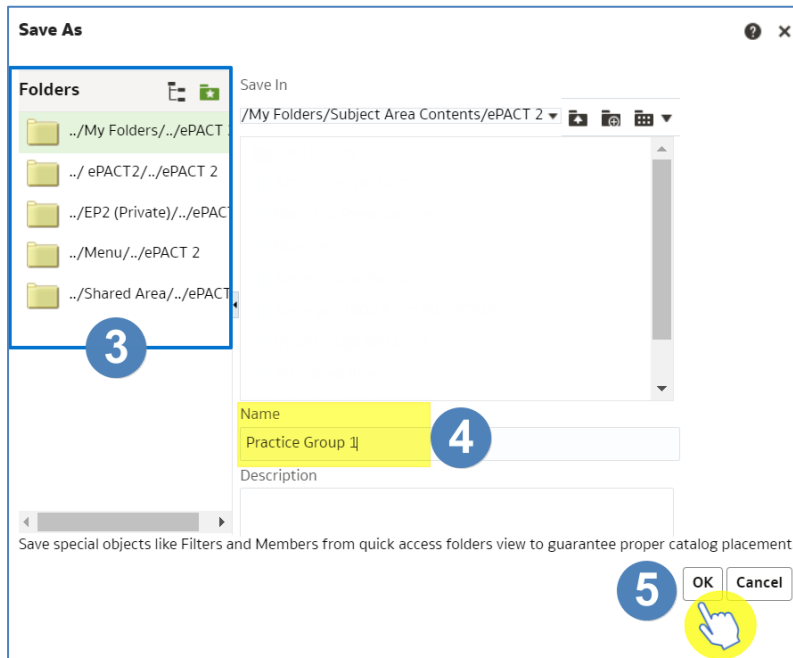 Save As
Folders
../My Folders/../ePACT
../ ePACT2/../ePACT 2
../EP2 (Private)/../ePAC
../Menu/../ePACT 2
../Shared Area/../ePACT
3
Save In
/My Folders/Subject Area Contents/ePACT 2
Name
Practice Group 1
4
Description
Save special objects like Filters and Members from quick access folders view to guarantee proper catalog placement
5
OK
Cancel